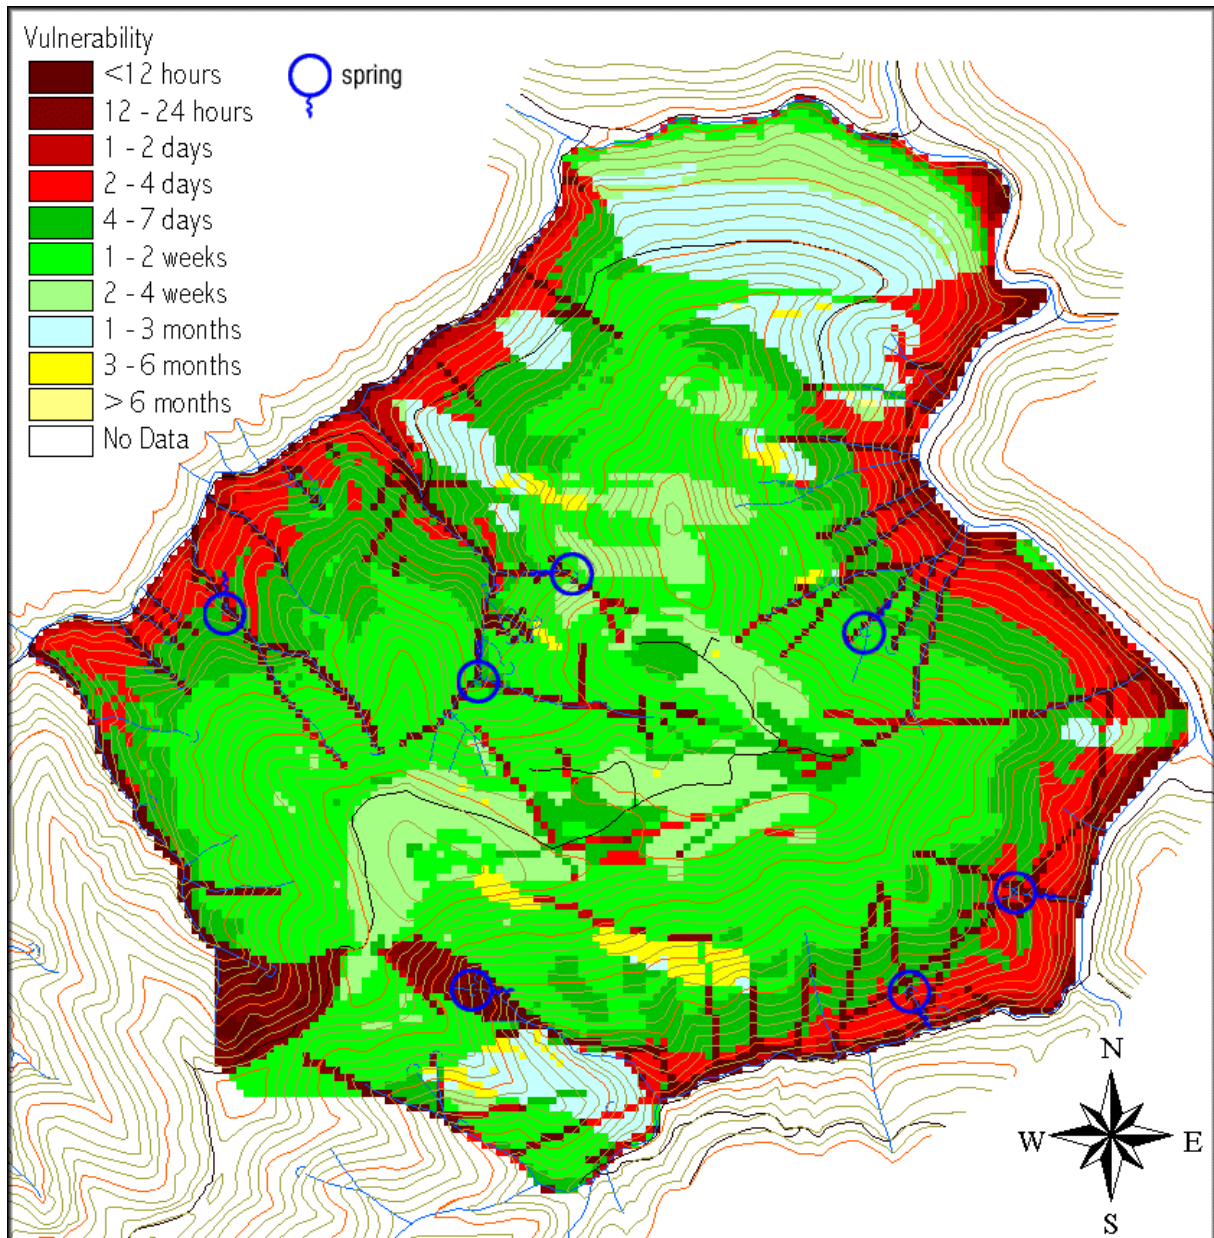 Vulnerability
<12 hours
spring
12 - 24 hours
1 - 2 days
2 - 4 days
4 - 7 days
1 - 2 weeks
2 - 4 weeks
1 - 3 months
3 - 6 months
> 6 months
No Data
N
W E
S